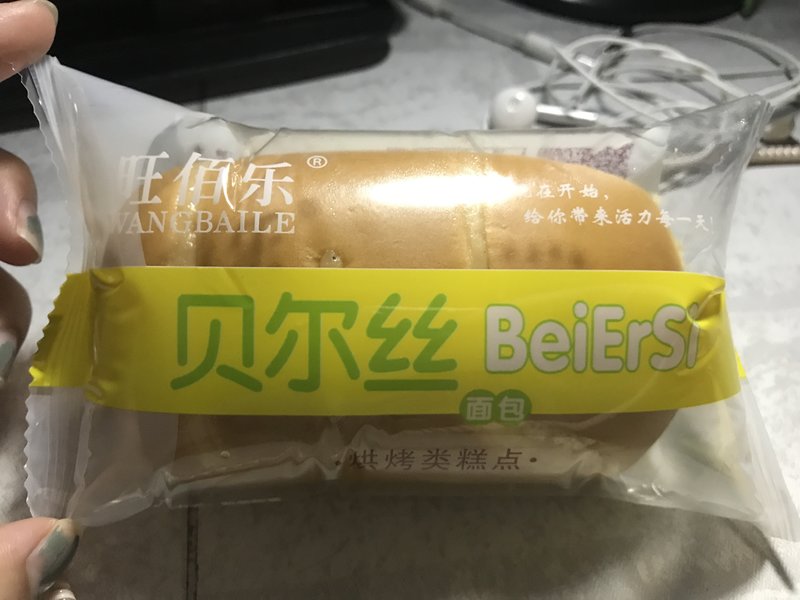 旺佰乐®
WANGBAILE
在开始，
给你带来活力每一天
贝尔丝 BeiErSi
面包
·烘烤类糕点·